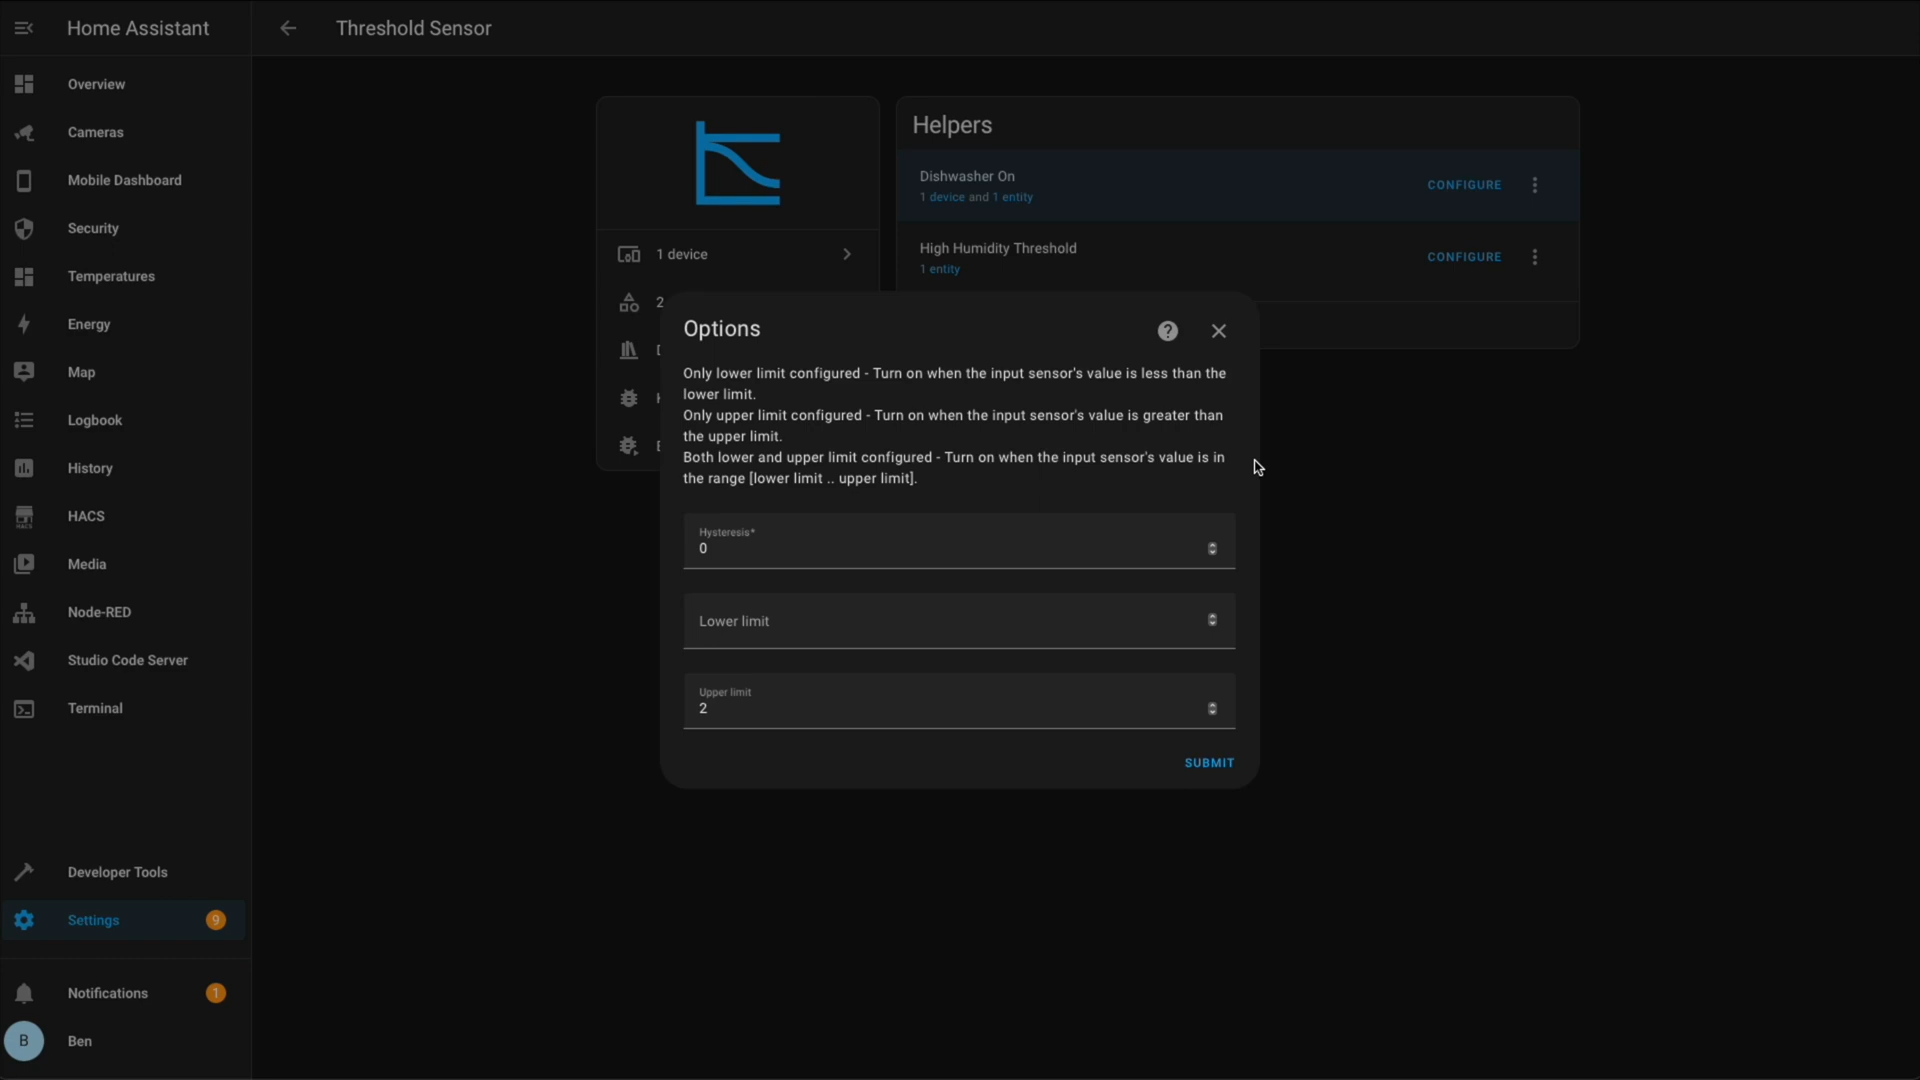 Home Assistant
Threshold Sensor
Overview
Cameras
Mobile Dashboard
Security
Temperatures
Energy
Map
Logbook
History
HACS
Media
Node-RED
Studio Code Server
Terminal
Developer Tools
Settings 9
Notifications 1
B Ben
1 device
2
Helpers
Dishwasher On
1 device and 1 entity
CONFIGURE
High Humidity Threshold
1 entity
CONFIGURE
Options
Only lower limit configured - Turn on when the input sensor's value is less than the
lower limit.
Only upper limit configured - Turn on when the input sensor's value is greater than
the upper limit.
Both lower and upper limit configured - Turn on when the input sensor's value is in
the range [lower limit .. upper limit].
Hysteresis*
0
Lower limit
Upper limit
2
SUBMIT